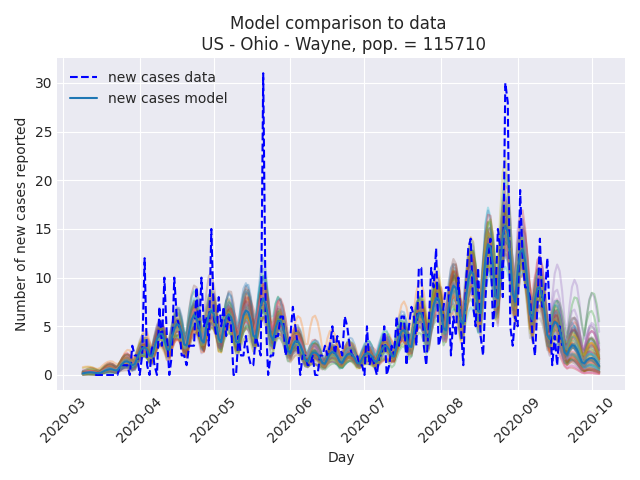 Model comparison to data
US - Ohio - Wayne, pop. = 115710
new cases data
new cases model
Number of new cases reported
30
25
20
15
10
5
0
2020-03
2020-04
2020-05
2020-06
2020-07
2020-08
2020-09
2020-10
Day